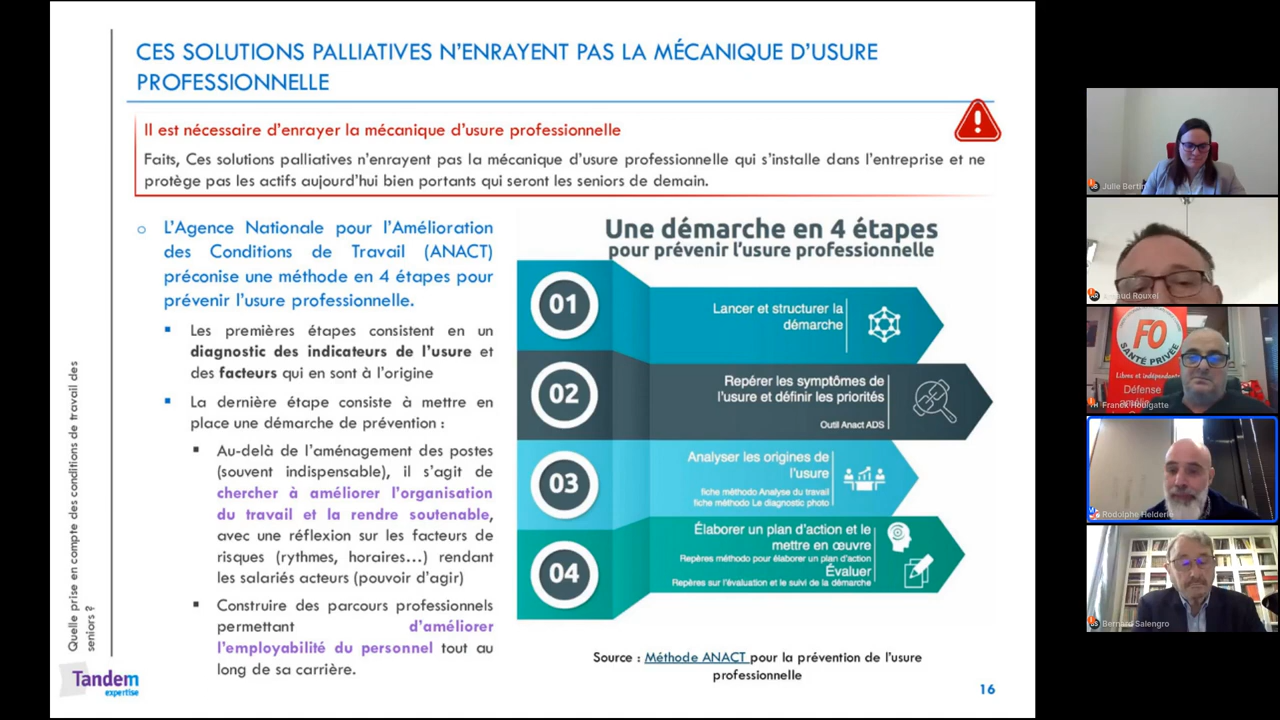 CES SOLUTIONS PALLIATIVES N'ENRAYENT PAS LA MÉCANIQUE D'USURE
PROFESSIONNELLE
Il est nécessaire d'enrayer la mécanique d'usure professionnelle
Faits, Ces solutions palliatives n'enrayent pas la mécanique d'usure professionnelle qui s'installe dans l'entreprise et ne
protège pas les actifs aujourd'hui bien portants qui seront les seniors de demain.
o L'Agence Nationale pour l'Amélioration
des Conditions de Travail (ANACT)
préconise une méthode en 4 étapes pour
prévenir l'usure professionnelle.
▪ Les premières étapes consistent en un
diagnostic des indicateurs de l'usure et
des facteurs qui en sont à l'origine
▪ La dernière étape consiste à mettre en
place une démarche de prévention :
▪ Au-delà de l'aménagement des postes
(souvent indispensable), il s'agit de
chercher à améliorer l'organisation
du travail et la rendre soutenable,
avec une réflexion sur les facteurs de
risques (rythmes, horaires…) rendant
les salariés acteurs (pouvoir d'agir)
▪ Construire des parcours professionnels
permettant d'améliorer
l'employabilité du personnel tout au
long de sa carrière.
Une démarche en 4 étapes
pour prévenir l'usure professionnelle
01
Lancer et structurer la
démarche
02
Repérer les symptômes de
l'usure et définir les priorités
Outil Anact ADS
03
Analyser les origines de
l'usure
fiche méthodo Analyse du travail
fiche méthodo Le diagnostic photo
04
Élaborer un plan d'action et le
mettre en œuvre
Repères méthodo pour élaborer un plan d'action
Évaluer
Repères sur l'évaluation et le suivi de la démarche
Source : Méthode ANACT pour la prévention de l'usure
professionnelle
16
Quelle prise en compte des conditions de travail des
seniors ?
Tandem
expertise
Julie Bertin
Rouxel
FO
SANTÉ PRIVÉE
Libres et indépendants
Défense
Franck Houlgatte
Rodolphe Helderlé
Bernard Salengro